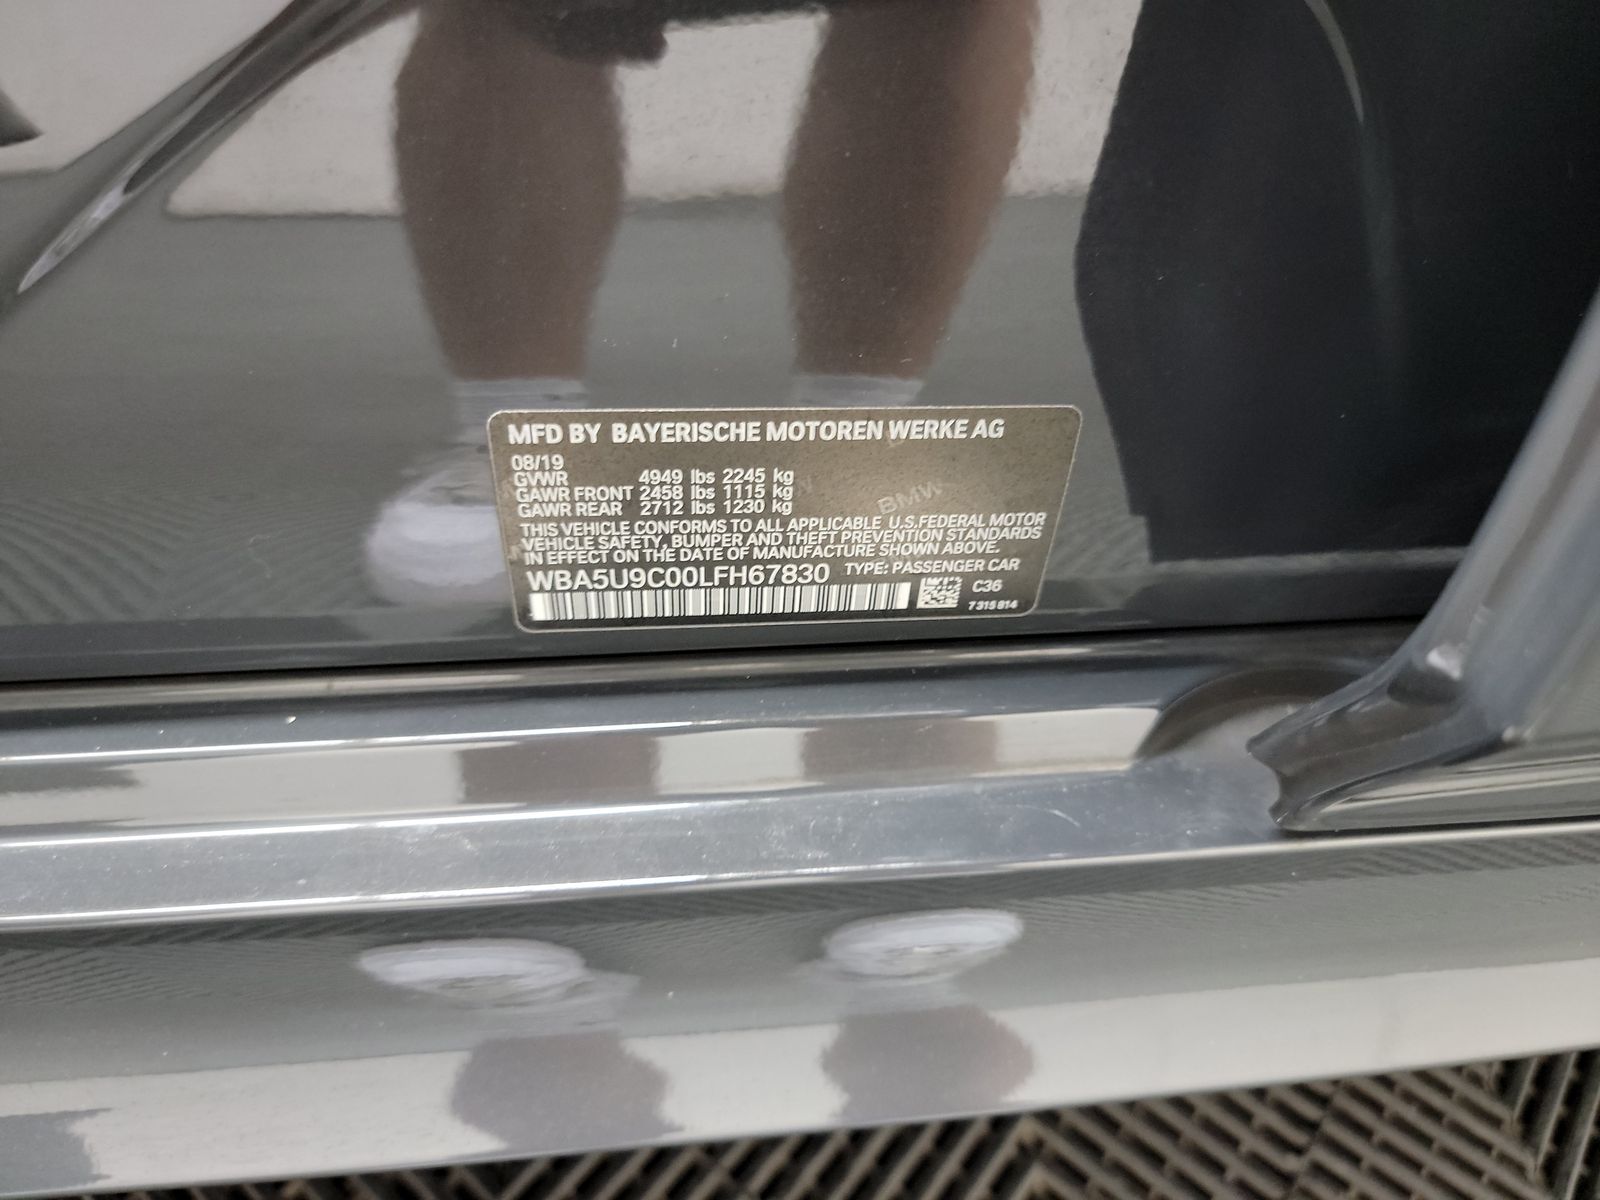 MFD BY BAYERISCHE MOTOREN WERKE AG
08/19
GVWR 4949 lbs 2245 kg
GAWR FRONT 2458 lbs 1115 kg
GAWR REAR 2712 lbs 1230 kg
THIS VEHICLE CONFORMS TO ALL APPLICABLE U.S.FEDERAL MOTOR
VEHICLE SAFETY, BUMPER AND THEFT PREVENTION STANDARDS
IN EFFECT ON THE DATE OF MANUFACTURE SHOWN ABOVE.
WBA5U9C00LFH67830 TYPE: PASSENGER CAR
C36
7315814
BMW